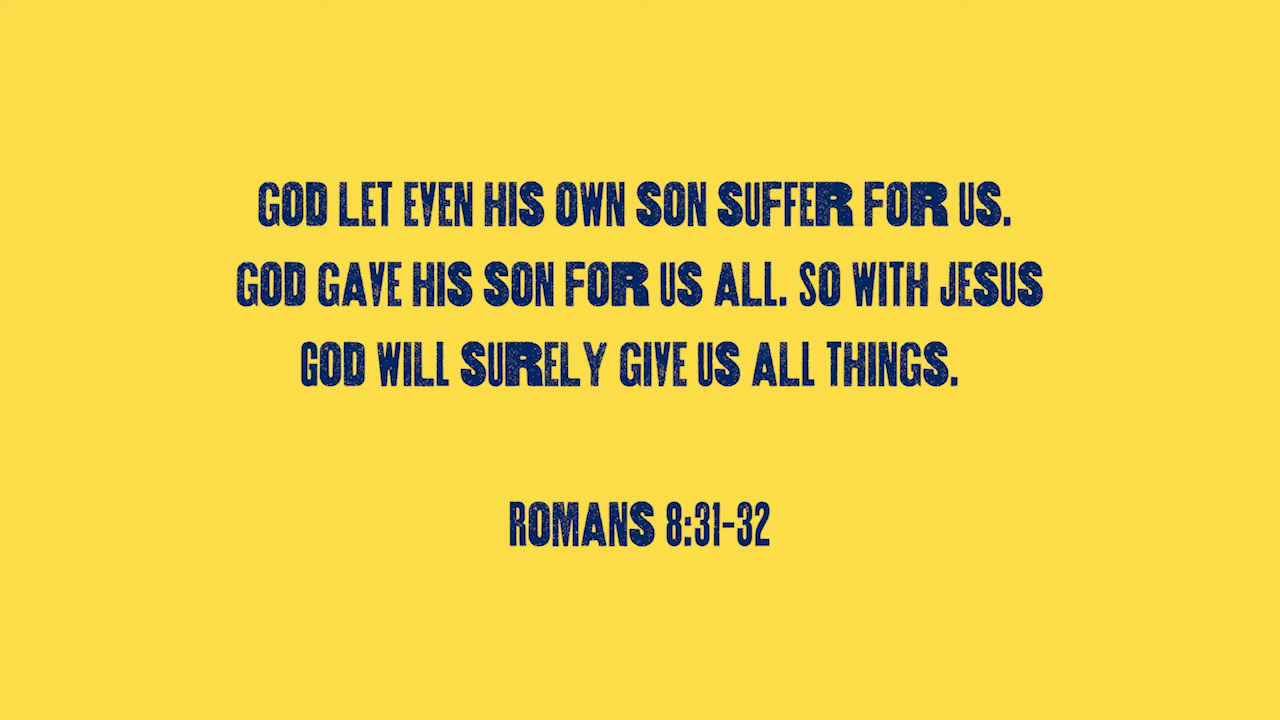 GOD LET EVEN HIS OWN SON SUFFER FOR US.
GOD GAVE HIS SON FOR US ALL. SO WITH JESUS
GOD WILL SURELY GIVE US ALL THINGS.
ROMANS 8:31-32